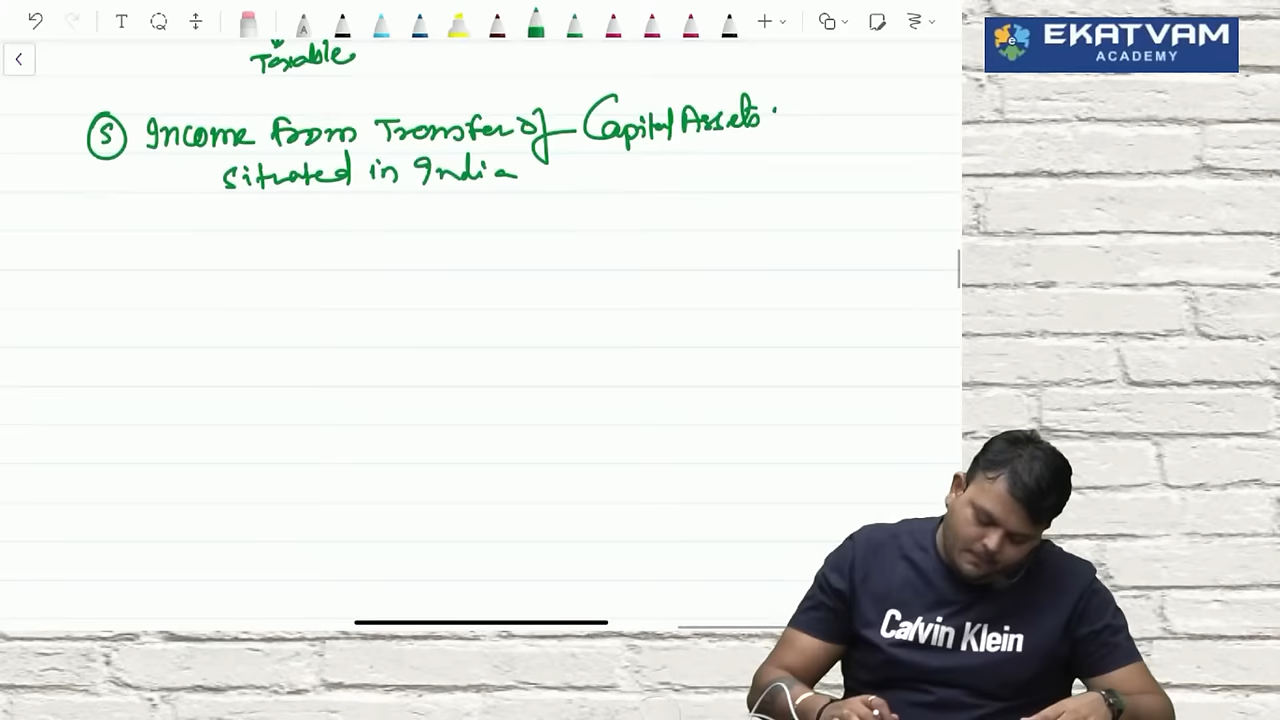 EKATVAM
ACADEMY
Taxable
5 Income from Transfer of Capital Assets.
situated in India
Calvin Klein